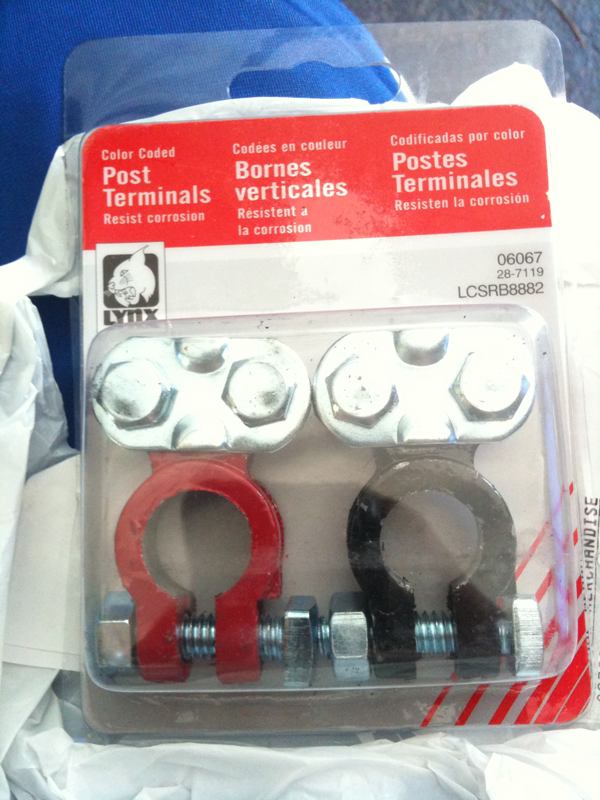 Color Coded
Post
Terminals
Resist corrosion
Codées en couleur
Bornes
verticales
Résistent a
la corrosion
Codificadas por color
Postes
Terminales
Resisten la corrosión
LYNX
06067
28-7119
LCSRB8882
MERCHANDISE